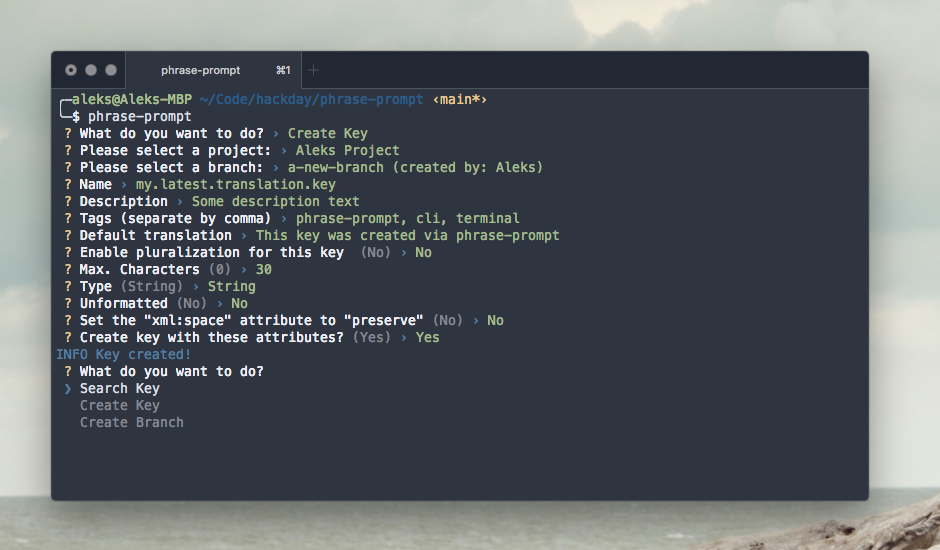 phrase-prompt ⌘1 +
aleks@Aleks-MBP ~/Code/hackday/phrase-prompt ‹main*›
$ phrase-prompt
? What do you want to do? › Create Key
? Please select a project: › Aleks Project
? Please select a branch: › a-new-branch (created by: Aleks)
? Name › my.latest.translation.key
? Description › Some description text
? Tags (separate by comma) › phrase-prompt, cli, terminal
? Default translation › This key was created via phrase-prompt
? Enable pluralization for this key  (No) › No
? Max. Characters (0) › 30
? Type (String) › String
? Unformatted (No) › No
? Set the "xml:space" attribute to "preserve" (No) › No
? Create key with these attributes? (Yes) › Yes
INFO Key created!
? What do you want to do?
❯ Search Key
Create Key
Create Branch